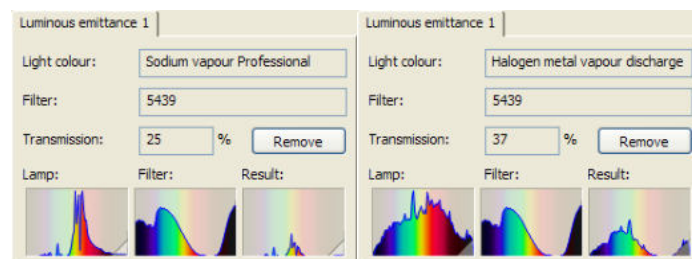 Luminous emittance 1
Light colour: Sodium vapour Professional
Filter: 5439
Transmission: 25 % Remove
Lamp: Filter: Result:
Luminous emittance 1
Light colour: Halogen metal vapour discharge
Filter: 5439
Transmission: 37 % Remove
Lamp: Filter: Result: